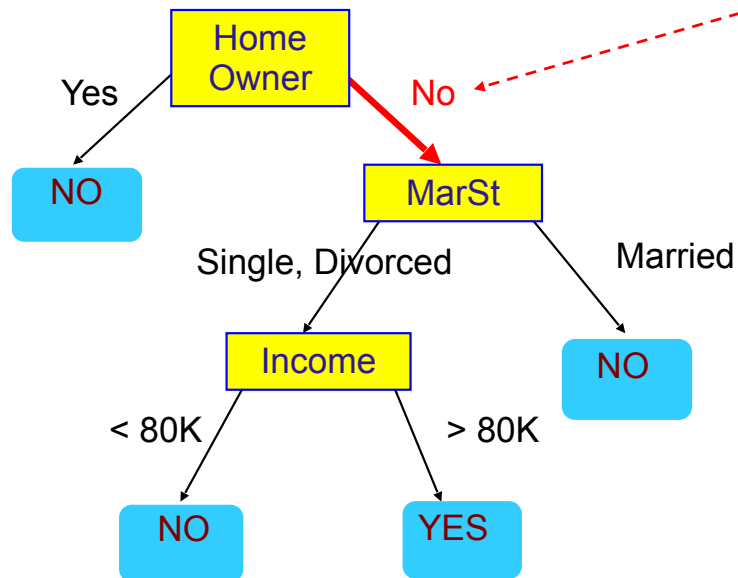 Home
Owner
Yes
No
NO
MarSt
Single, Divorced
Married
Income
NO
< 80K
> 80K
NO
YES